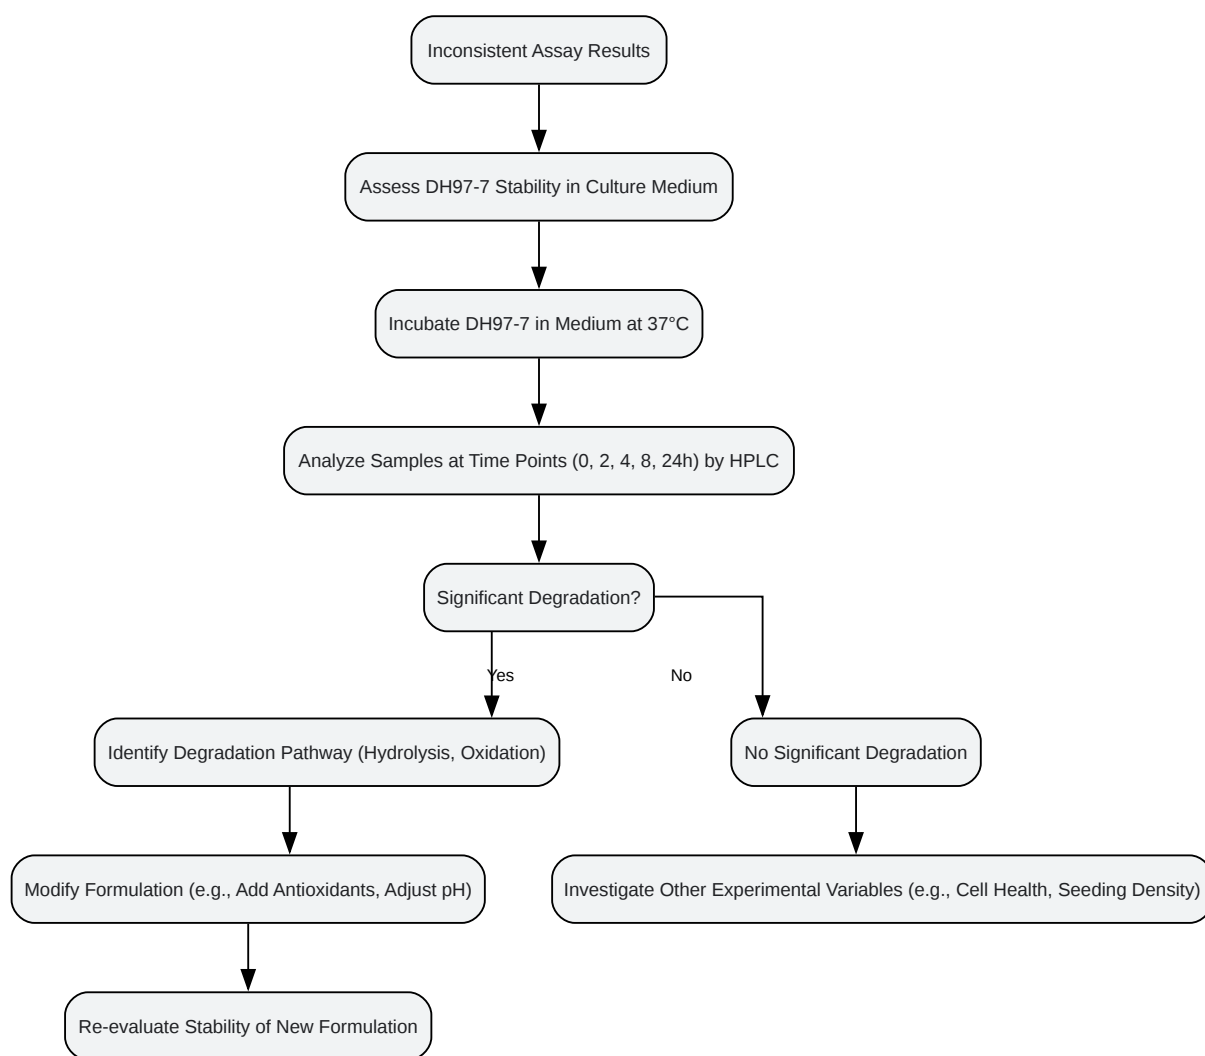 Inconsistent Assay Results
Assess DH97-7 Stability in Culture Medium
Incubate DH97-7 in Medium at 37°C
Analyze Samples at Time Points (0, 2, 4, 8, 24h) by HPLC
Significant Degradation?
Yes
No
Identify Degradation Pathway (Hydrolysis, Oxidation)
No Significant Degradation
Modify Formulation (e.g., Add Antioxidants, Adjust pH)
Investigate Other Experimental Variables (e.g., Cell Health, Seeding Density)
Re-evaluate Stability of New Formulation